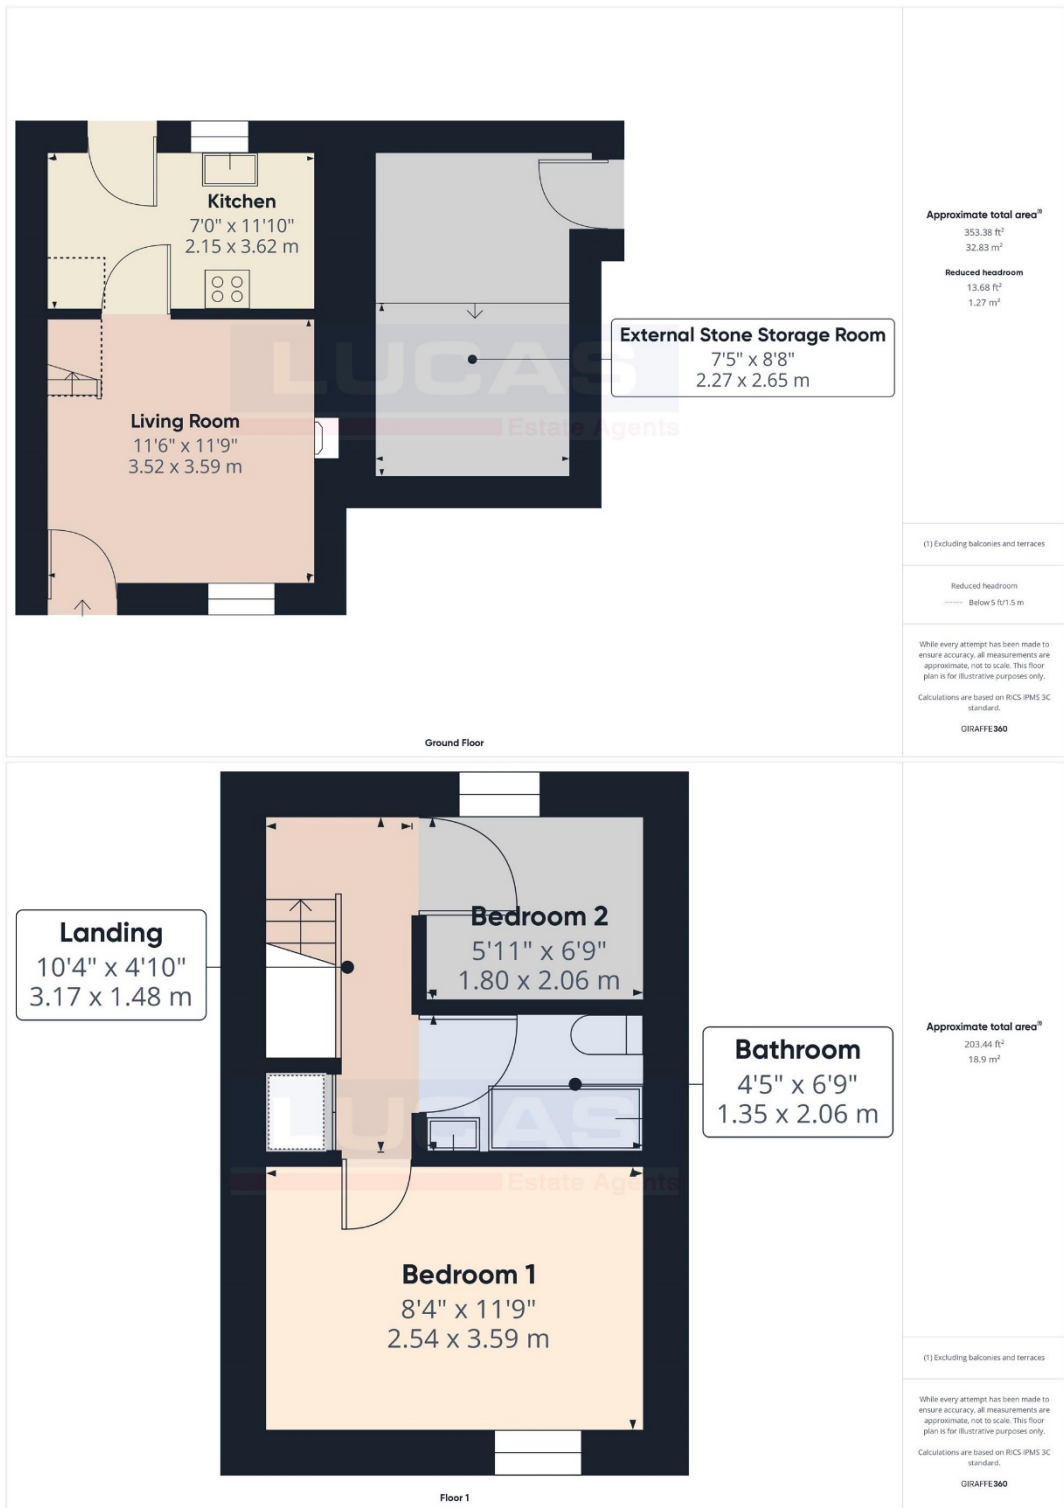 Kitchen
7'0" x 11'10"
2.15 x 3.62 m
External Stone Storage Room
7'5" x 8'8"
2.27 x 2.65 m
LUCAS
Estate Agents
Living Room
11'6" x 11'9"
3.52 x 3.59 m
Ground Floor
Approximate total area(1)
353.38 ft²
32.83 m²
Reduced headroom
13.68 ft²
1.27 m²
(1) Excluding balconies and terraces
Reduced headroom
Below 5 ft/1.5 m
While every attempt has been made to
ensure accuracy, all measurements are
approximate, not to scale. This floor
plan is for illustrative purposes only.
Calculations are based on RICS IPMS 3C
standard.
GIRAFFE360
Bedroom 2
5'11" x 6'9"
1.80 x 2.06 m
Landing
10'4" x 4'10"
3.17 x 1.48 m
Bathroom
4'5" x 6'9"
1.35 x 2.06 m
LUCAS
Estate Agents
Bedroom 1
8'4" x 11'9"
2.54 x 3.59 m
Floor 1
Approximate total area(1)
203.44 ft²
18.9 m²
(1) Excluding balconies and terraces
While every attempt has been made to
ensure accuracy, all measurements are
approximate, not to scale. This floor
plan is for illustrative purposes only.
Calculations are based on RICS IPMS 3C
standard.
GIRAFFE360